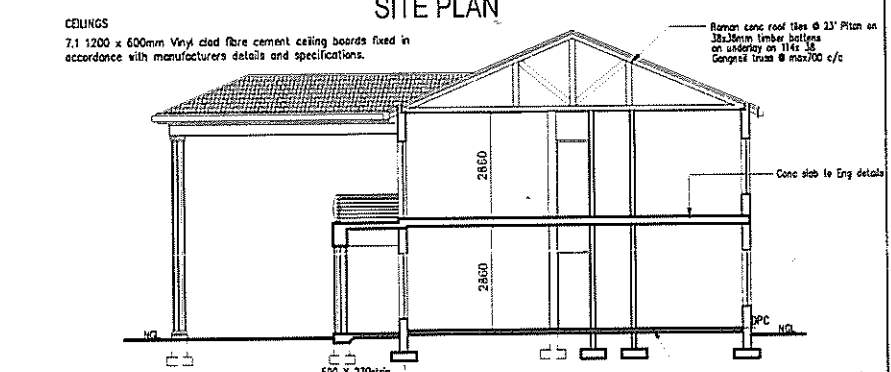 SITE PLAN
CEILINGS
7.1 1200 x 600mm Vinyl clad fibre cement ceiling boards fixed in
accordance with manufacturers details and specifications.
Roman conc roof tiles @ 23° Pitch on
38x38mm timber battens
on underlay on 114x 38
Gangnail truss @ max700 c/c
2860
Conc slab to Eng details
2860
NGL
DPC
NGL